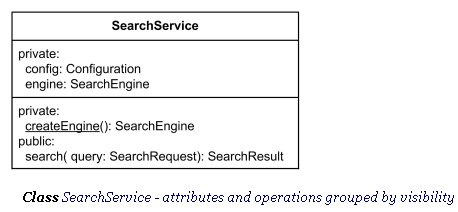 SearchService
private:
config: Configuration
engine: SearchEngine
private:
createEngine(): SearchEngine
public:
search( query: SearchRequest): SearchResult
Class SearchService - attributes and operations grouped by visibility